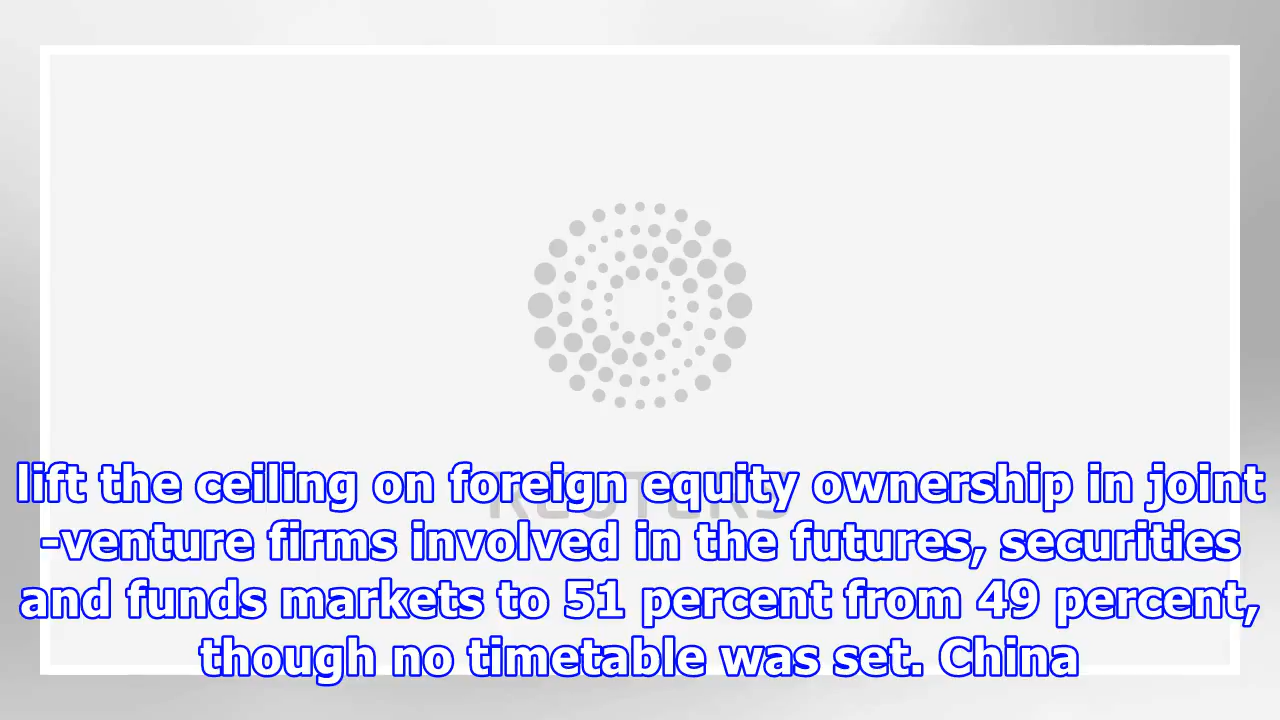 lift the ceiling on foreign equity ownership in joint
-venture firms involved in the futures, securities
and funds markets to 51 percent from 49 percent,
though no timetable was set. China
REUTERS